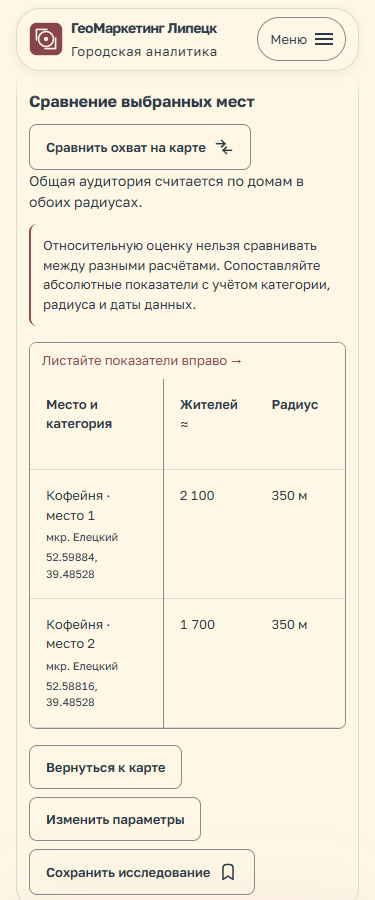 ГеоМаркетинг Липецк
Городская аналитика
Меню
Сравнение выбранных мест
Сравнить охват на карте
Общая аудитория считается по домам в
обоих радиусах.
Относительную оценку нельзя сравнивать
между разными расчётами. Сопоставляйте
абсолютные показатели с учётом категории,
радиуса и даты данных.
Листайте показатели вправо →
Место и
категория
Жителей
≈
Радиус
Кофейня ·
место 1
мкр. Елецкий
52.59884,
39.48528
2 100
350 м
Кофейня ·
место 2
мкр. Елецкий
52.58816,
39.48528
1 700
350 м
Вернуться к карте
Изменить параметры
Сохранить исследование